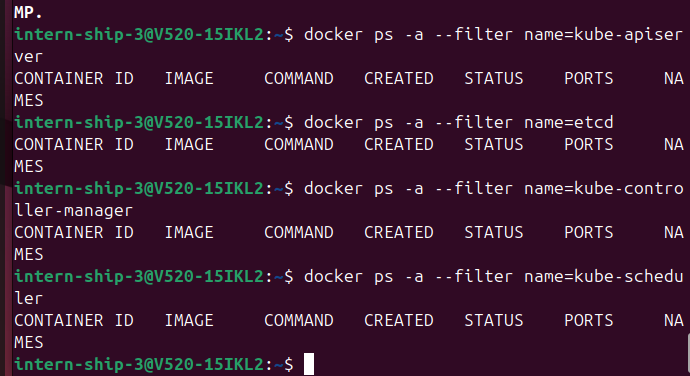 MP.
intern-ship-3@V520-15IKL2:~$ docker ps -a --filter name=kube-apiser
ver
CONTAINER ID   IMAGE     COMMAND   CREATED   STATUS    PORTS     NA
MES
intern-ship-3@V520-15IKL2:~$ docker ps -a --filter name=etcd
CONTAINER ID   IMAGE     COMMAND   CREATED   STATUS    PORTS     NA
MES
intern-ship-3@V520-15IKL2:~$ docker ps -a --filter name=kube-contro
ller-manager
CONTAINER ID   IMAGE     COMMAND   CREATED   STATUS    PORTS     NA
MES
intern-ship-3@V520-15IKL2:~$ docker ps -a --filter name=kube-schedu
ler
CONTAINER ID   IMAGE     COMMAND   CREATED   STATUS    PORTS     NA
MES
intern-ship-3@V520-15IKL2:~$